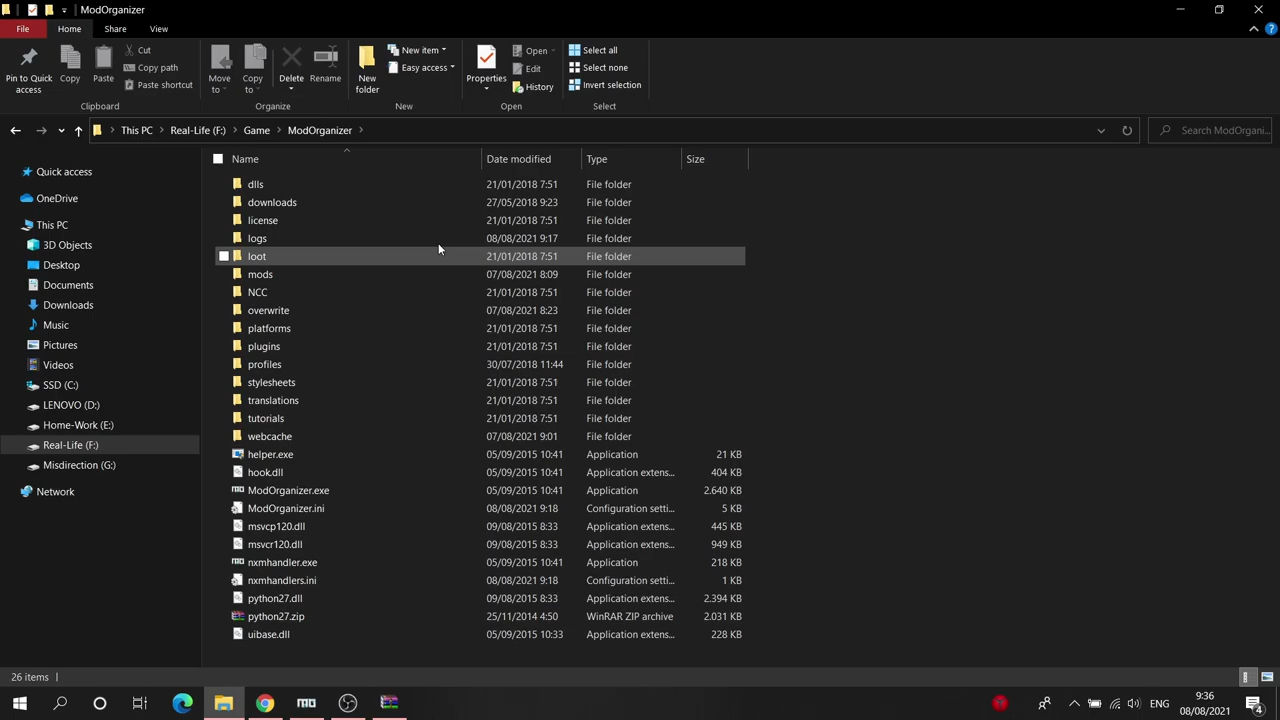 ModOrganizer
File Home Share View
Pin to Quick access
Copy
Paste
Cut
Copy path
Paste shortcut
Clipboard
Move to
Copy to
Delete
Rename
Organize
New folder
New item
Easy access
New
Properties
Open
Edit
History
Open
Select all
Select none
Invert selection
Select
This PC > Real-Life (F:) > Game > ModOrganizer >
Search ModOrgani...
Quick access
OneDrive
This PC
3D Objects
Desktop
Documents
Downloads
Music
Pictures
Videos
SSD (C:)
LENOVO (D:)
Home-Work (E:)
Real-Life (F:)
Misdirection (G:)
Network
Name Date modified Type Size
dlls 21/01/2018 7:51 File folder
downloads 27/05/2018 9:23 File folder
license 21/01/2018 7:51 File folder
logs 08/08/2021 9:17 File folder
loot 21/01/2018 7:51 File folder
mods 07/08/2021 8:09 File folder
NCC 21/01/2018 7:51 File folder
overwrite 07/08/2021 8:23 File folder
platforms 21/01/2018 7:51 File folder
plugins 21/01/2018 7:51 File folder
profiles 30/07/2018 11:44 File folder
stylesheets 21/01/2018 7:51 File folder
translations 21/01/2018 7:51 File folder
tutorials 21/01/2018 7:51 File folder
webcache 07/08/2021 9:01 File folder
helper.exe 05/09/2015 10:41 Application 21 KB
hook.dll 05/09/2015 10:41 Application extens... 404 KB
ModOrganizer.exe 05/09/2015 10:41 Application 2.640 KB
ModOrganizer.ini 08/08/2021 9:18 Configuration setti... 5 KB
msvcp120.dll 09/08/2015 8:33 Application extens... 445 KB
msvcr120.dll 09/08/2015 8:33 Application extens... 949 KB
nxmhandler.exe 05/09/2015 10:41 Application 218 KB
nxmhandlers.ini 08/08/2021 9:18 Configuration setti... 1 KB
python27.dll 09/08/2015 8:33 Application extens... 2.394 KB
python27.zip 25/11/2014 4:50 WinRAR ZIP archive 2.031 KB
uibase.dll 05/09/2015 10:33 Application extens... 228 KB
26 items
ENG
9:36
08/08/2021
4